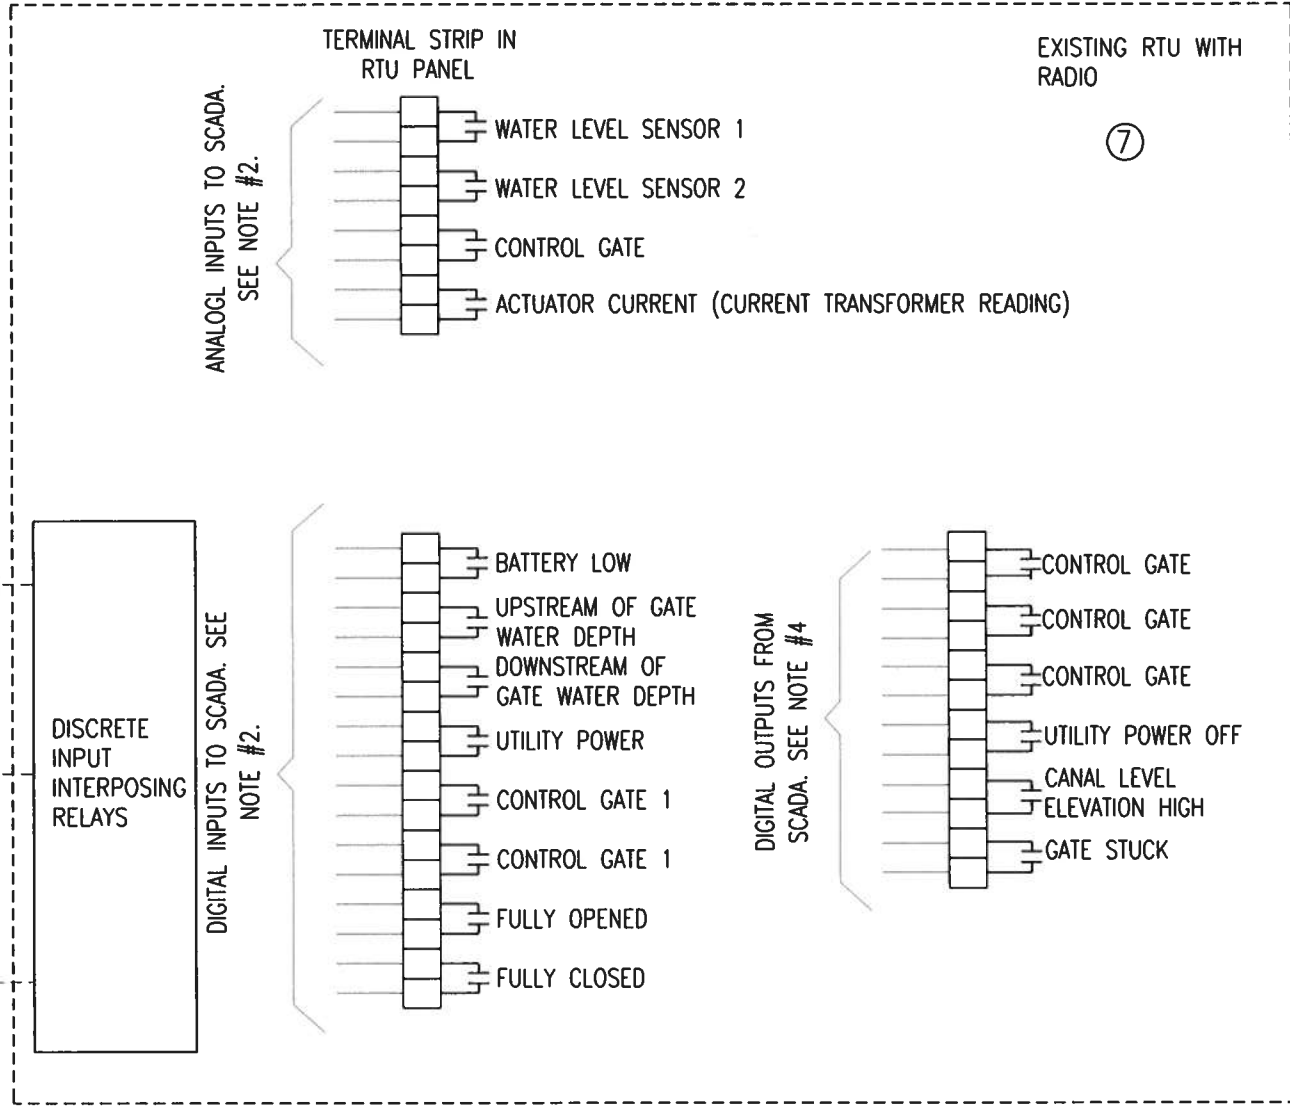 TERMINAL STRIP IN
RTU PANEL
EXISTING RTU WITH
RADIO
7
ANALOGL INPUTS TO SCADA.
SEE NOTE #2.
WATER LEVEL SENSOR 1
WATER LEVEL SENSOR 2
CONTROL GATE
ACTUATOR CURRENT (CURRENT TRANSFORMER READING)
DISCRETE
INPUT
INTERPOSING
RELAYS
DIGITAL INPUTS TO SCADA. SEE
NOTE #2.
BATTERY LOW
UPSTREAM OF GATE
WATER DEPTH
DOWNSTREAM OF
GATE WATER DEPTH
UTILITY POWER
CONTROL GATE 1
CONTROL GATE 1
FULLY OPENED
FULLY CLOSED
DIGITAL OUTPUTS FROM
SCADA. SEE NOTE #4
CONTROL GATE
CONTROL GATE
CONTROL GATE
UTILITY POWER OFF
CANAL LEVEL
ELEVATION HIGH
GATE STUCK